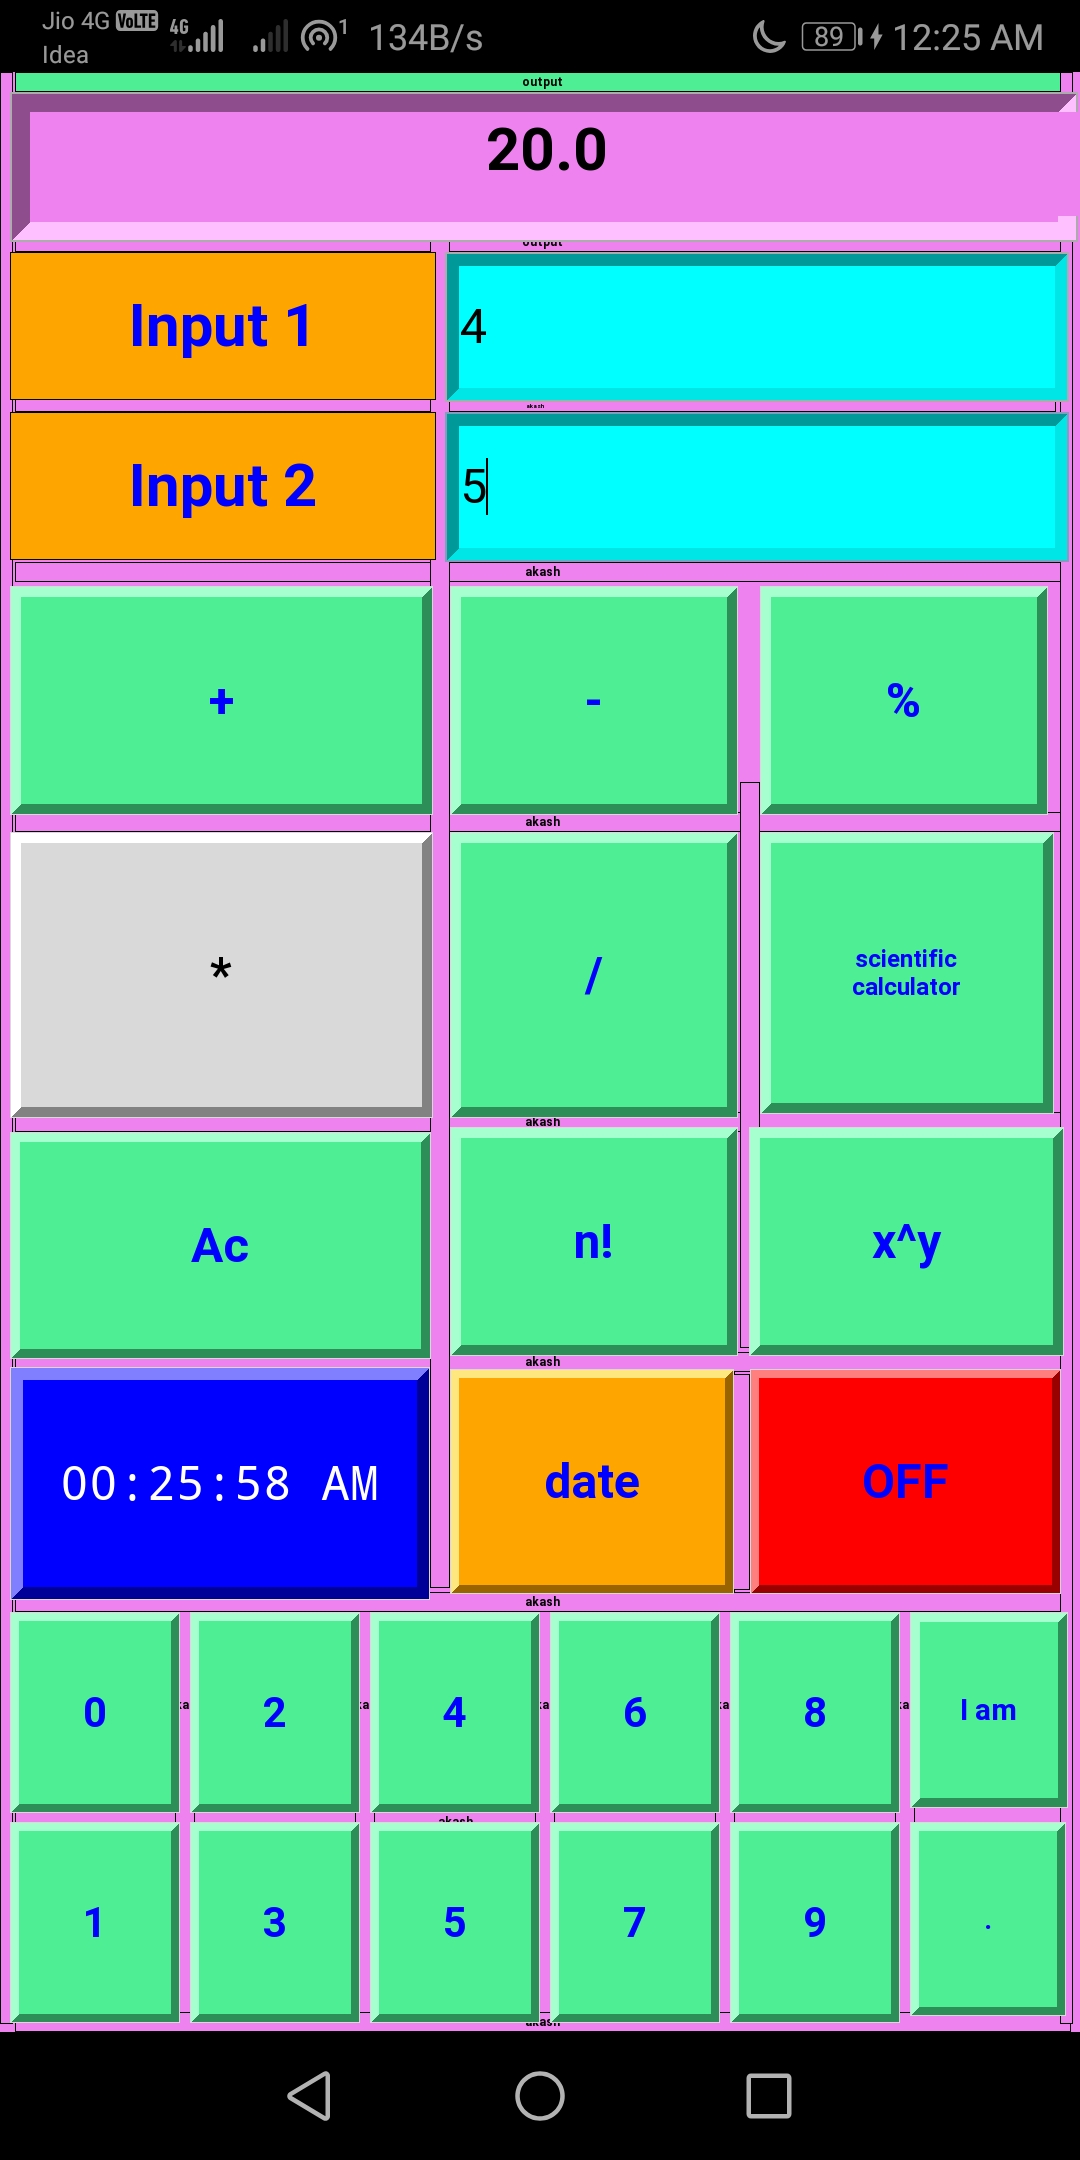 Jio 4G VoLTE 4G 1 134B/s 89 12:25 AM
Idea
output
20.0
output
Input 1 4
akash
Input 2 5
akash
+ - %
akash
* / scientific
calculator
akash
Ac n! x^y
akash
00:25:58 AM date OFF
akash
0 2 4 6 8 I am
akash
1 3 5 7 9 .
akash